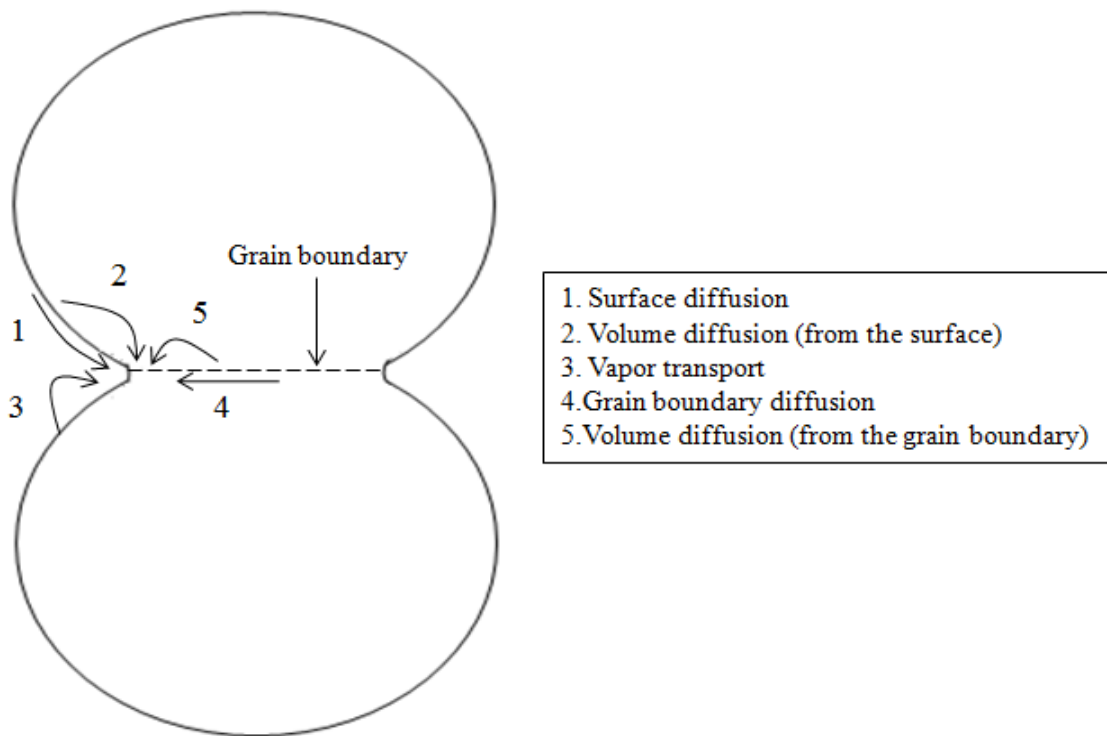 Grain boundary
2
5
1
3
4
1. Surface diffusion
2. Volume diffusion (from the surface)
3. Vapor transport
4.Grain boundary diffusion
5.Volume diffusion (from the grain boundary)